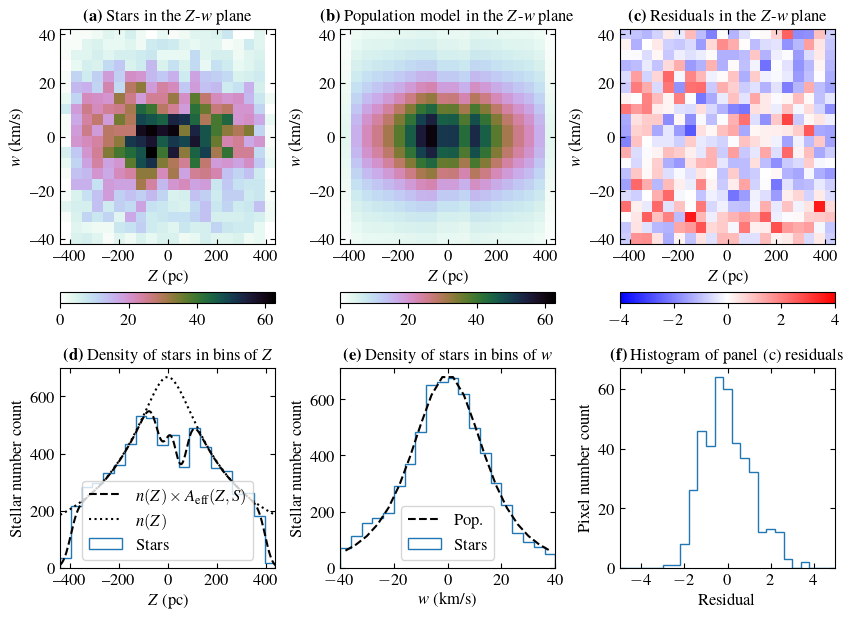 (a) Stars in the Z-w plane
(b) Population model in the Z-w plane
(c) Residuals in the Z-w plane
40
20
0
−20
−40
w (km/s)
−400 −200 0 200 400
Z (pc)
0 20 40 60
40
20
0
−20
−40
w (km/s)
−400 −200 0 200 400
Z (pc)
0 20 40 60
40
20
0
−20
−40
w (km/s)
−400 −200 0 200 400
Z (pc)
−4 −2 0 2 4
(d) Density of stars in bins of Z
(e) Density of stars in bins of w
(f) Histogram of panel (c) residuals
Stellar number count
600
400
200
0
n(Z) × A_eff(Z, S)
n(Z)
Stars
−400 −200 0 200 400
Z (pc)
Stellar number count
600
400
200
0
Pop.
Stars
−40 −20 0 20 40
w (km/s)
Pixel number count
60
40
20
0
−4 −2 0 2 4
Residual